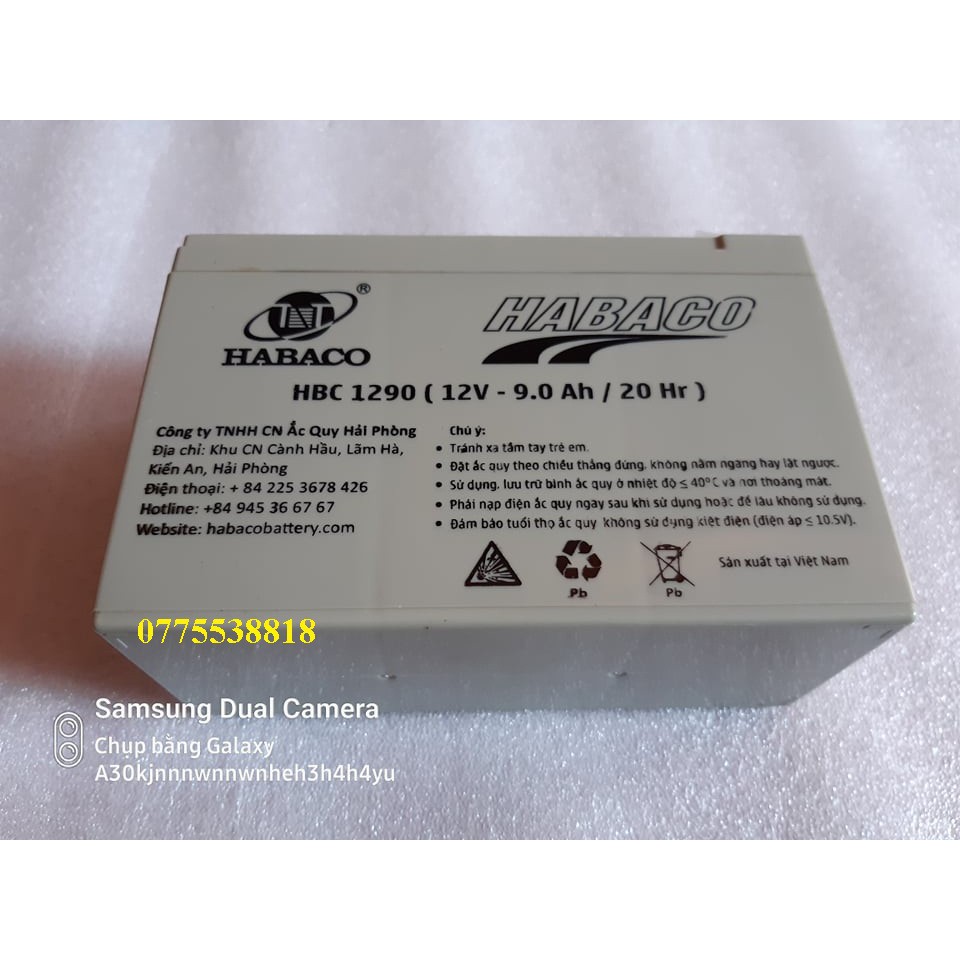 TNT ®
HABACO
HABACO
HBC 1290 ( 12V - 9.0 Ah / 20 Hr )
Công ty TNHH CN Ắc Quy Hải Phòng
Địa chỉ: Khu CN Cành Hầu, Lãm Hà,
Kiến An, Hải Phòng
Điện thoại: + 84 225 3678 426
Hotline: +84 945 36 67 67
Website: habacobattery.com
Chú ý:
• Tránh xa tầm tay trẻ em.
• Đặt ắc quy theo chiều thẳng đứng, không nằm ngang hay lật ngược.
• Sử dụng, lưu trữ bình ắc quy ở nhiệt độ ≤ 40°C và nơi thoáng mát.
• Phải nạp điện ắc quy ngay sau khi sử dụng hoặc để lâu không sử dụng.
• Đảm bảo tuổi thọ ắc quy không sử dụng kiệt điện (điện áp ≤ 10.5V).
Pb
Pb
Sản xuất tại Việt Nam
0775538818
Samsung Dual Camera
Chụp bằng Galaxy
A30kjnnnwnnwnheh3h4h4yu